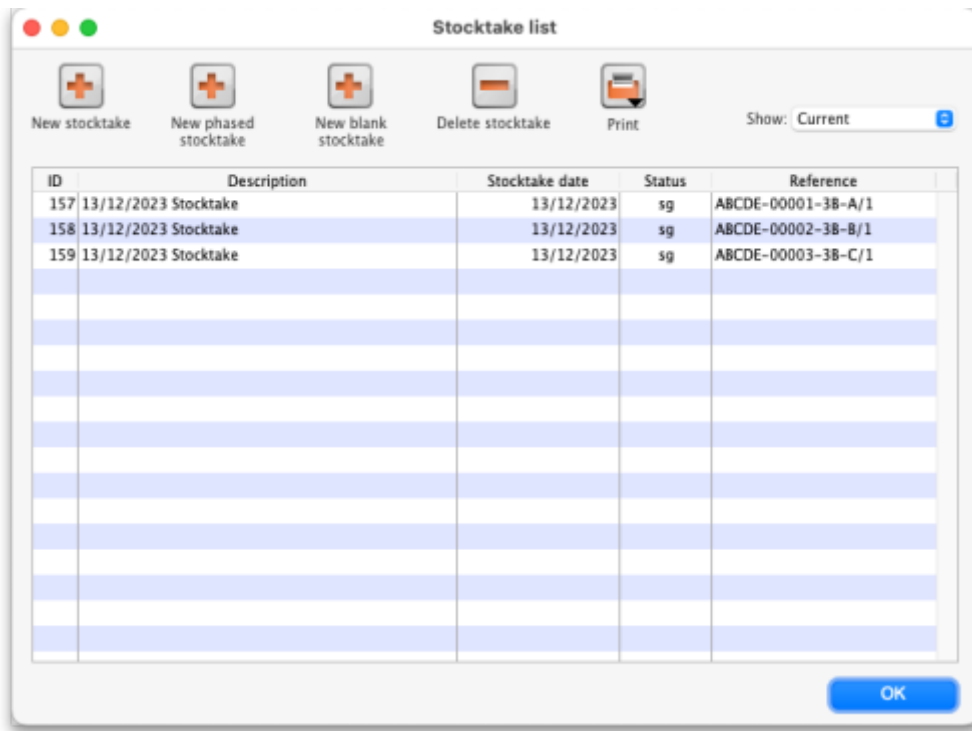 Stocktake list
New stocktake
New phased
stocktake
New blank
stocktake
Delete stocktake
Print
Show: Current
ID Description Stocktake date Status Reference
157 13/12/2023 Stocktake 13/12/2023 sg ABCDE-00001-3B-A/1
158 13/12/2023 Stocktake 13/12/2023 sg ABCDE-00002-3B-B/1
159 13/12/2023 Stocktake 13/12/2023 sg ABCDE-00003-3B-C/1
OK